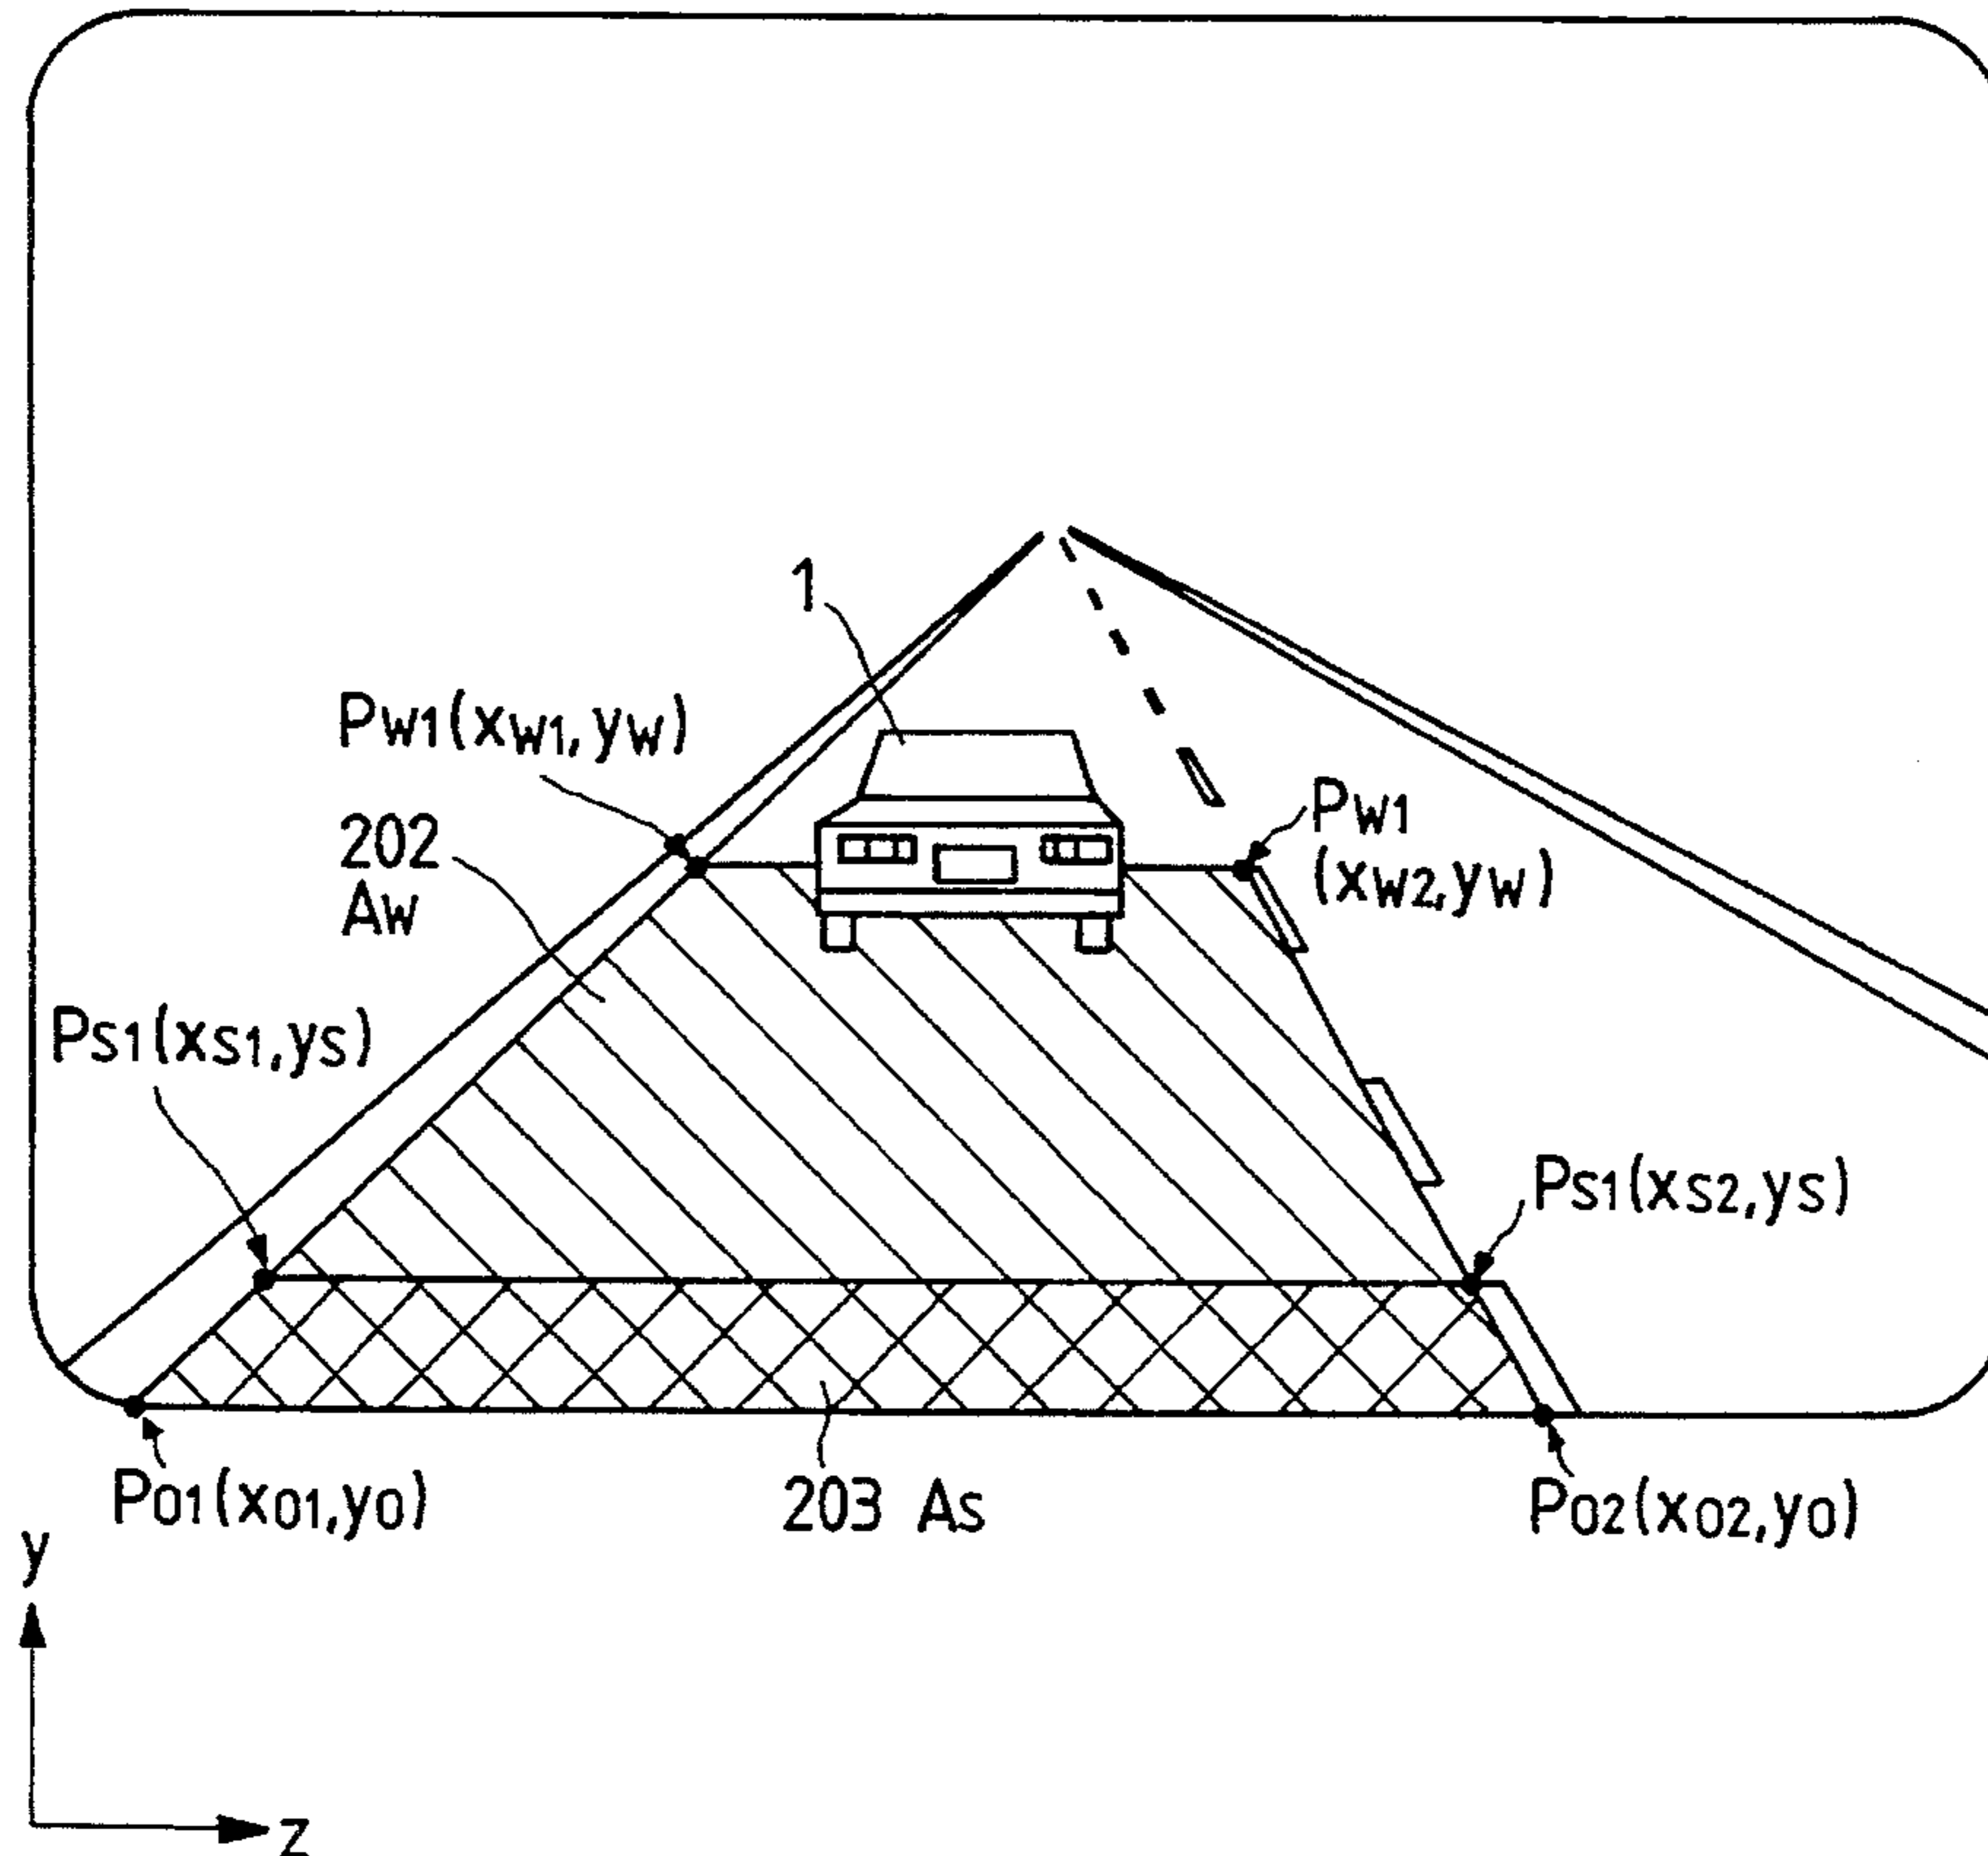 1
Pw1(xw1,yw)
Pw1
(xw2,yw)
202
Aw
Ps1(xs1,ys)
Ps1(xs2,ys)
Po1(xo1,yo)
203 As
Po2(xo2,yo)
y
z